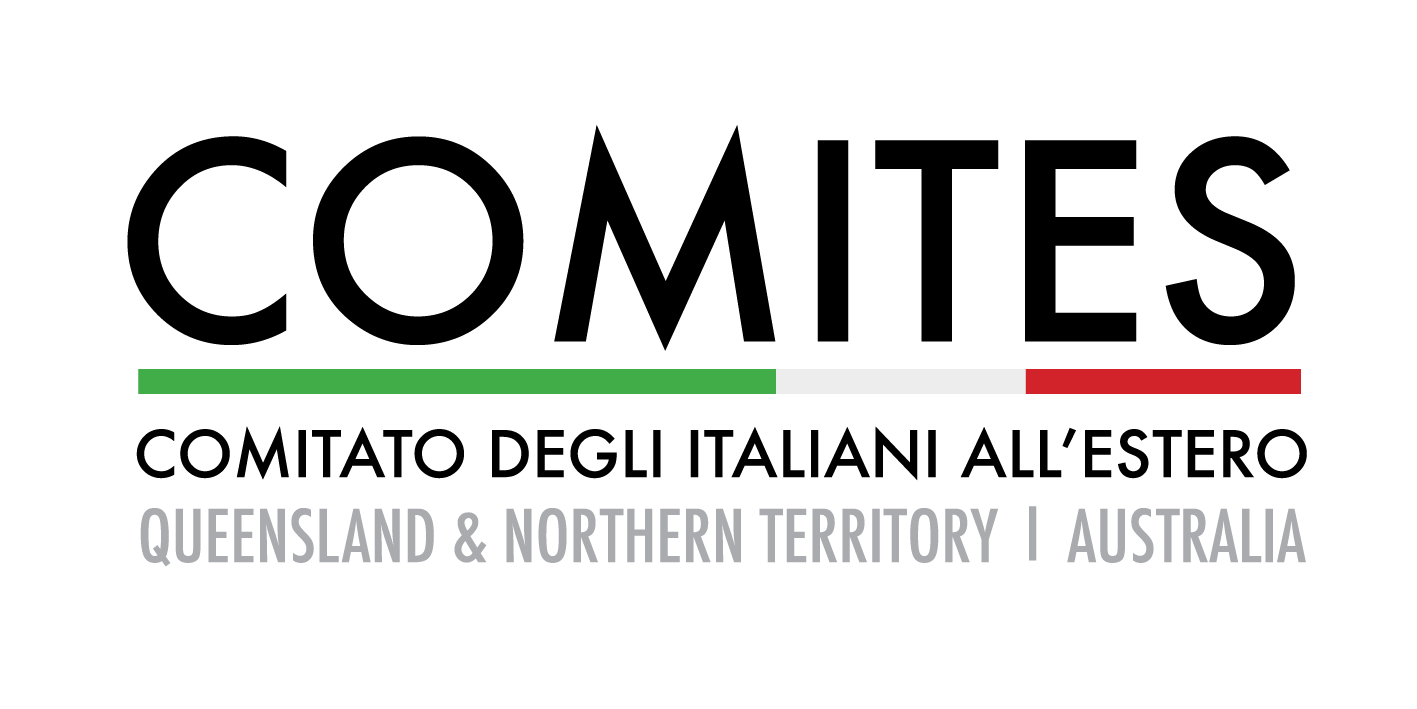 COMITES
COMITATO DEGLI ITALIANI ALL’ESTERO
QUEENSLAND & NORTHERN TERRITORY | AUSTRALIA